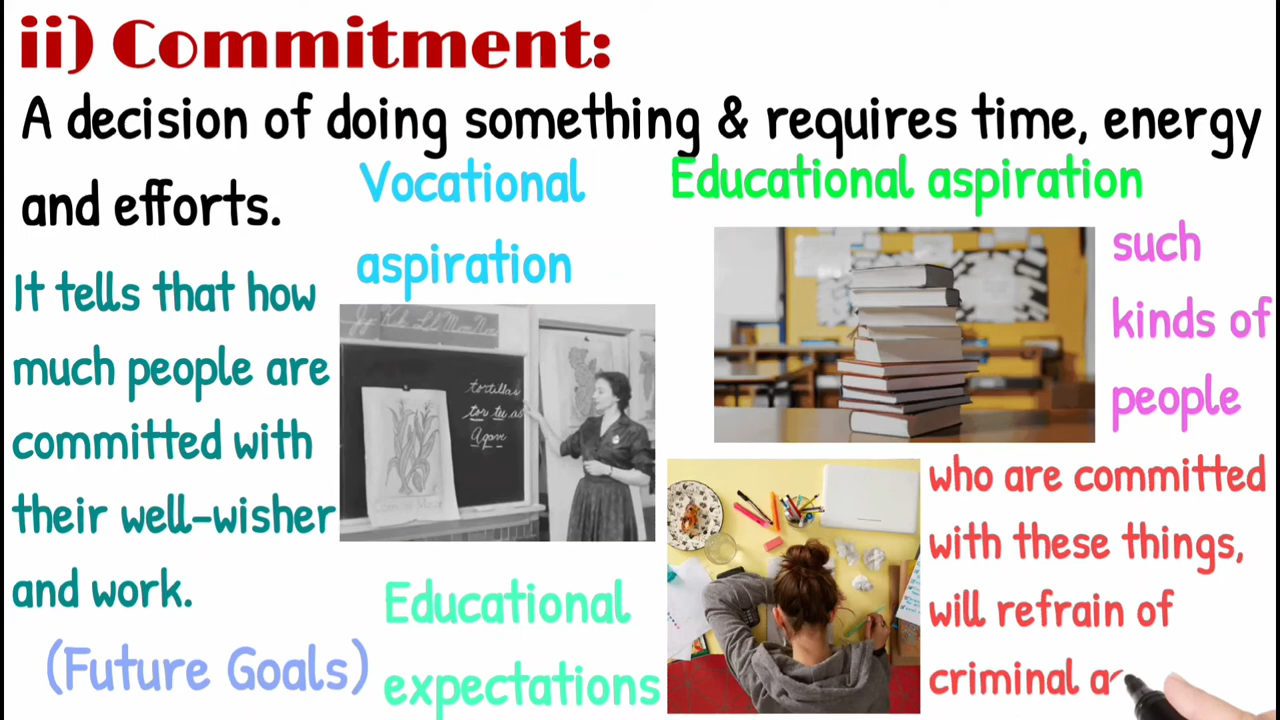 ii) Commitment:
A decision of doing something & requires time, energy
and efforts.
It tells that how
much people are
committed with
their well-wisher
and work.
(Future Goals)
Vocational
aspiration
tortillas
Agave
Educational
expectations
Educational aspiration
such
kinds of
people
who are committed
with these things,
will refrain of
criminal a